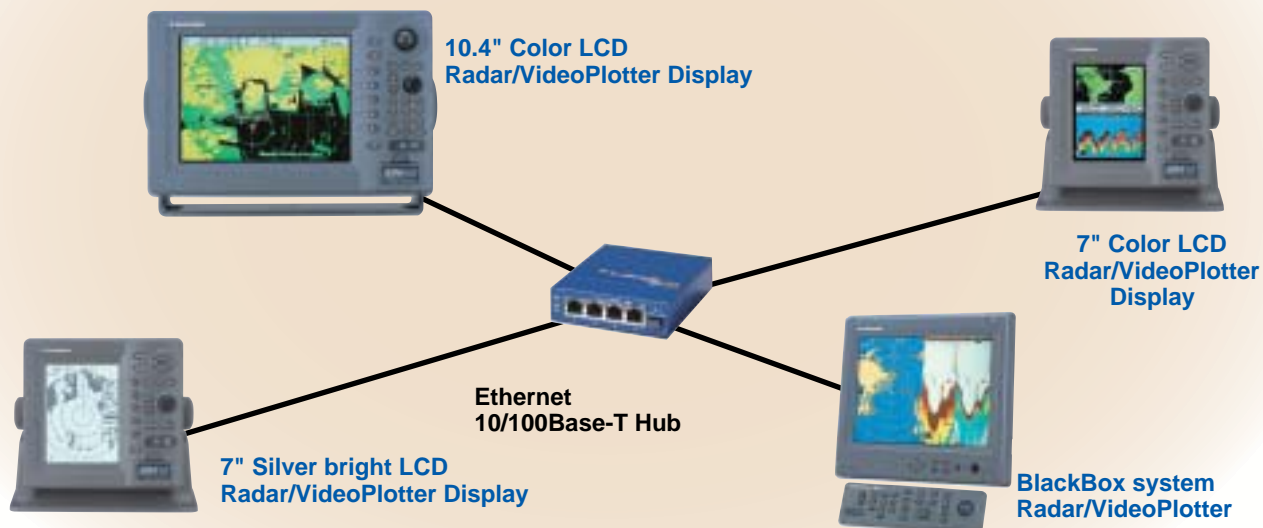 10.4" Color LCD
Radar/VideoPlotter Display
7" Color LCD
Radar/VideoPlotter
Display
Ethernet
10/100Base-T Hub
7" Silver bright LCD
Radar/VideoPlotter Display
BlackBox system
Radar/VideoPlotter